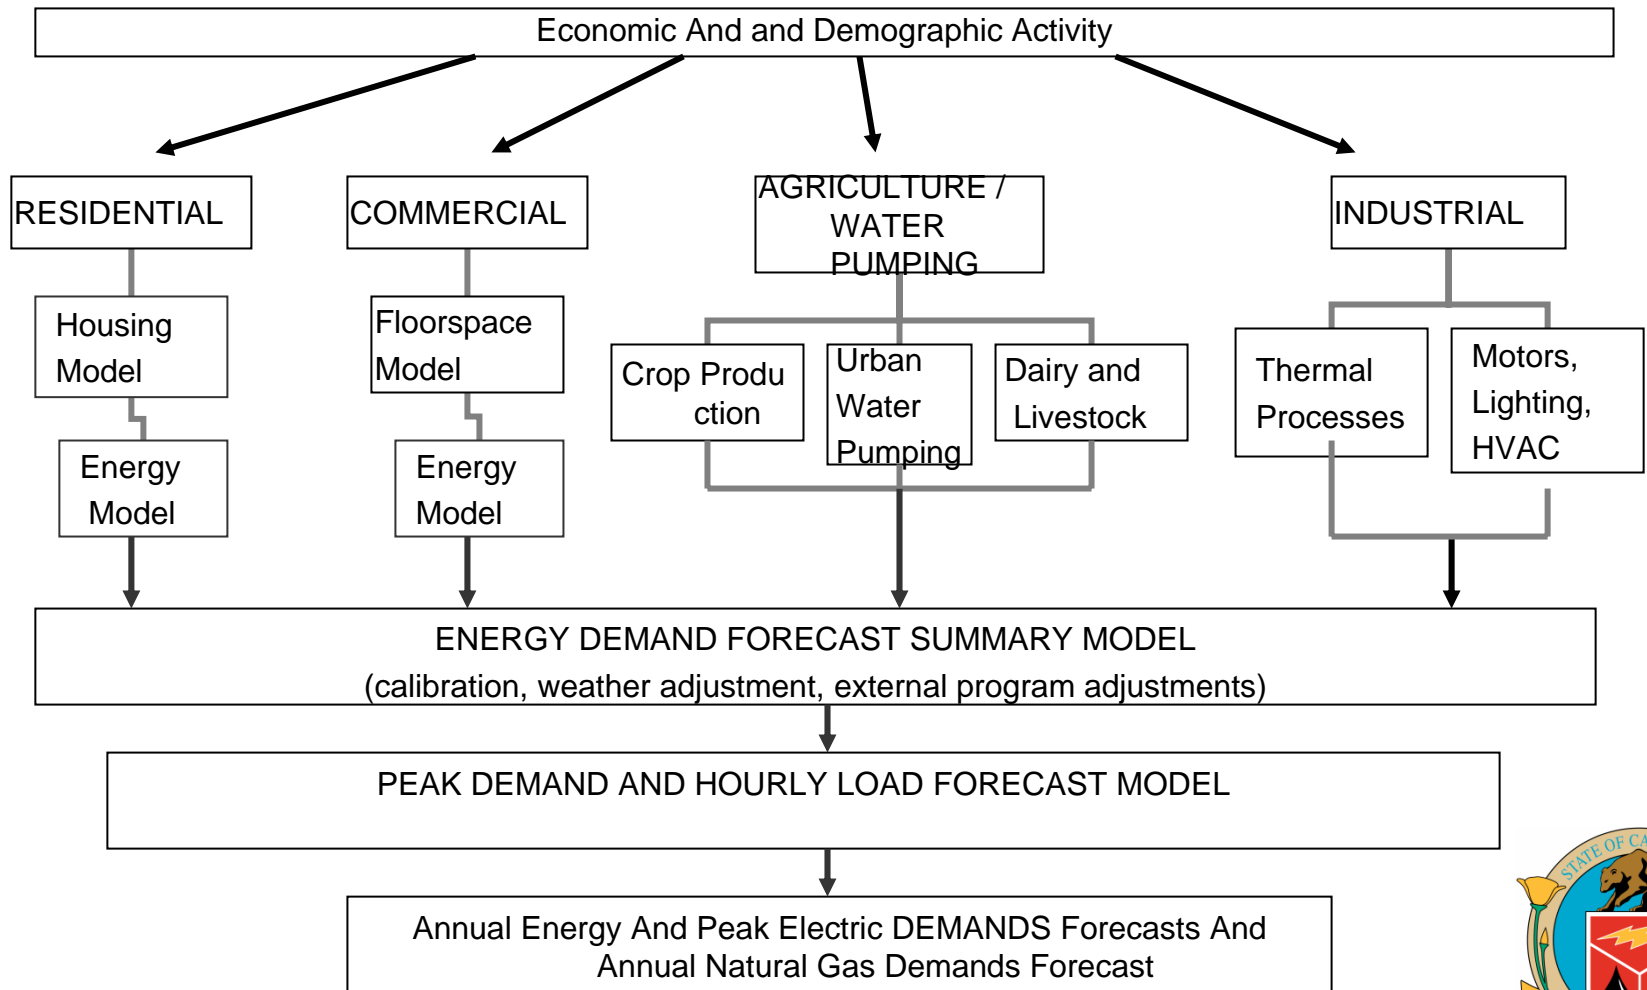 Economic And and Demographic Activity
RESIDENTIAL
COMMERCIAL
AGRICULTURE /
WATER
PUMPING
INDUSTRIAL
Housing
Model
Floorspace
Model
Crop Produ
ction
Urban
Water
Pumping
Dairy and
Livestock
Thermal
Processes
Motors,
Lighting,
HVAC
Energy
Model
Energy
Model
ENERGY DEMAND FORECAST SUMMARY MODEL
(calibration, weather adjustment, external program adjustments)
PEAK DEMAND AND HOURLY LOAD FORECAST MODEL
Annual Energy And Peak Electric DEMANDS Forecasts And
Annual Natural Gas Demands Forecast
STATE OF CA